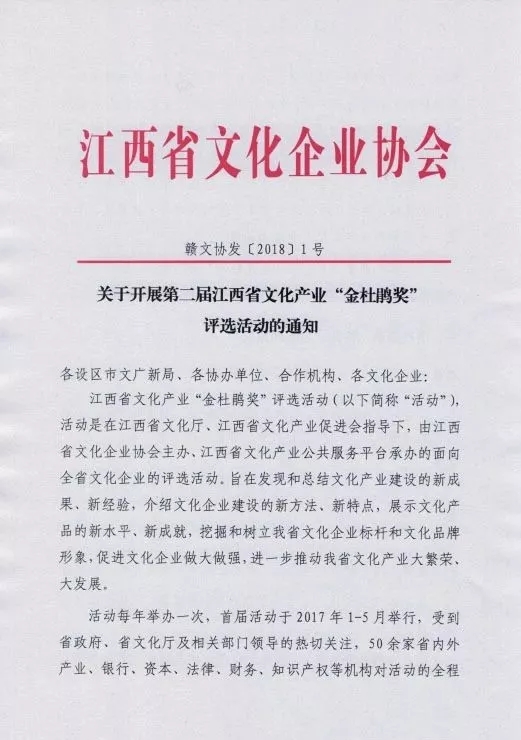 江西省文化企业协会
赣文协发〔2018〕1号
关于开展第二届江西省文化产业“金杜鹃奖”
评选活动的通知
各设区市文广新局、各协办单位、合作机构、各文化企业：
江西省文化产业“金杜鹃奖”评选活动（以下简称“活动”），
活动是在江西省文化厅、江西省文化产业促进会指导下，由江西
省文化企业协会主办、江西省文化产业公共服务平台承办的面向
全省文化企业的评选活动。旨在发现和总结文化产业建设的新成
果、新经验，介绍文化企业建设的新方法、新特点，展示文化产
品的新水平、新成就，挖掘和树立我省文化企业标杆和文化品牌
形象，促进文化企业做大做强，进一步推动我省文化产业大繁荣、
大发展。
活动每年举办一次，首届活动于2017年1-5月举行，受到
省政府、省文化厅及相关部门领导的热切关注，50余家省内外
产业、银行、资本、法律、财务、知识产权等机构对活动的全程